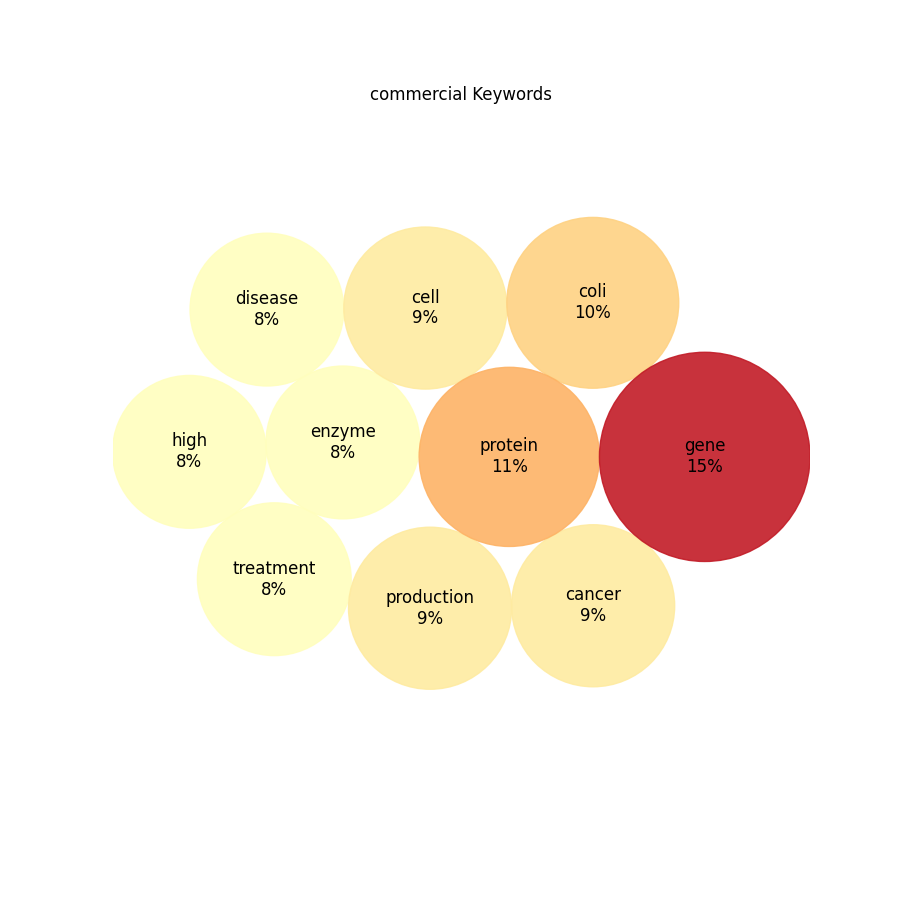 commercial Keywords
disease
8%
cell
9%
coli
10%
high
8%
enzyme
8%
protein
11%
gene
15%
treatment
8%
production
9%
cancer
9%